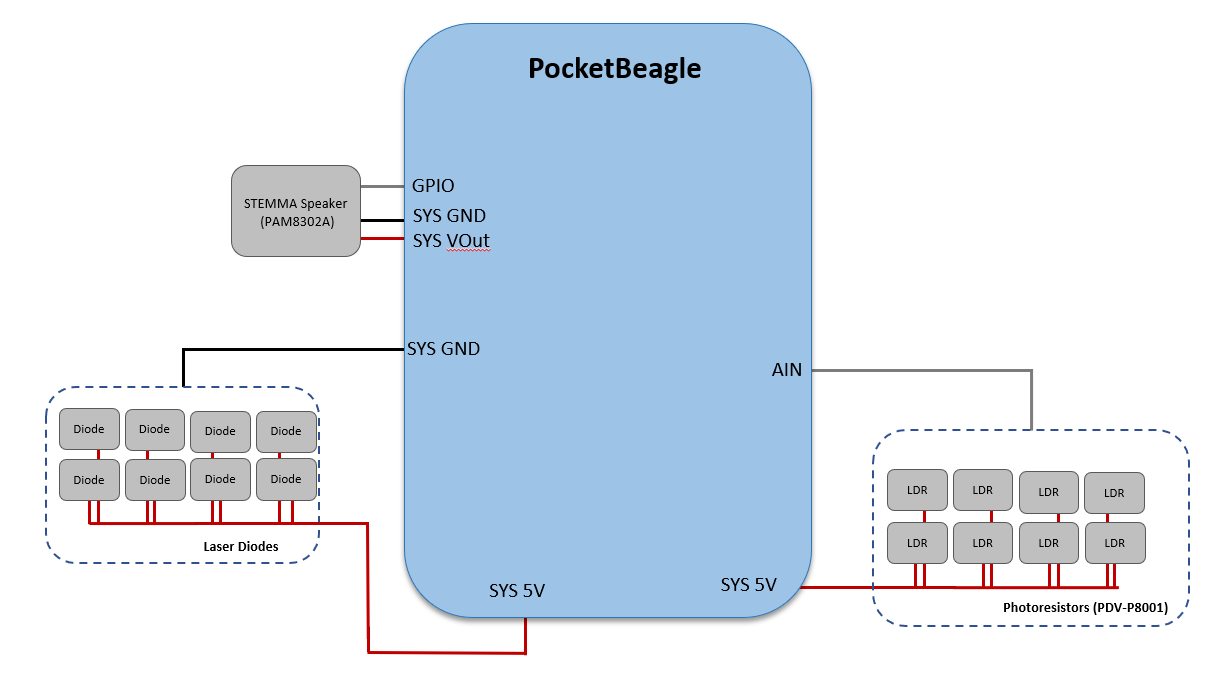 PocketBeagle
STEMMA Speaker
(PAM8302A)
GPIO
SYS GND
SYS VOut
SYS GND
AIN
Diode
Diode
Diode
Diode
Diode
Diode
Diode
Diode
Laser Diodes
LDR
LDR
LDR
LDR
LDR
LDR
LDR
LDR
SYS 5V
SYS 5V
Photoresistors (PDV-P8001)